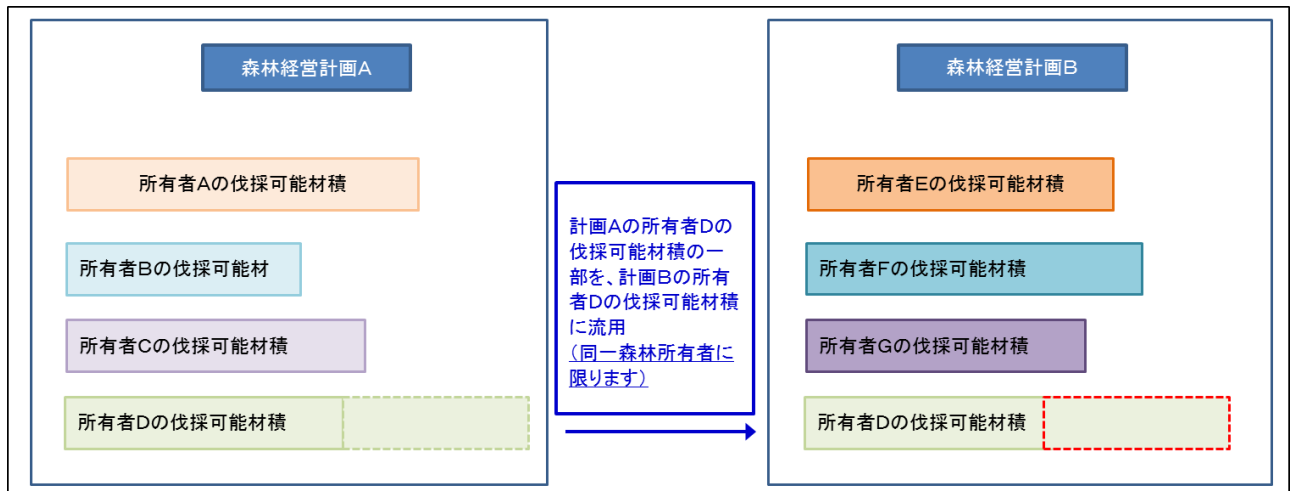 森林経営計画A
所有者Aの伐採可能材積
所有者Bの伐採可能材
所有者Cの伐採可能材積
所有者Dの伐採可能材積
計画Aの所有者Dの
伐採可能材積の一
部を、計画Bの所有
者Dの伐採可能材積
に流用
(同一森林所有者に
限ります)
森林経営計画B
所有者Eの伐採可能材積
所有者Fの伐採可能材積
所有者Gの伐採可能材積
所有者Dの伐採可能材積